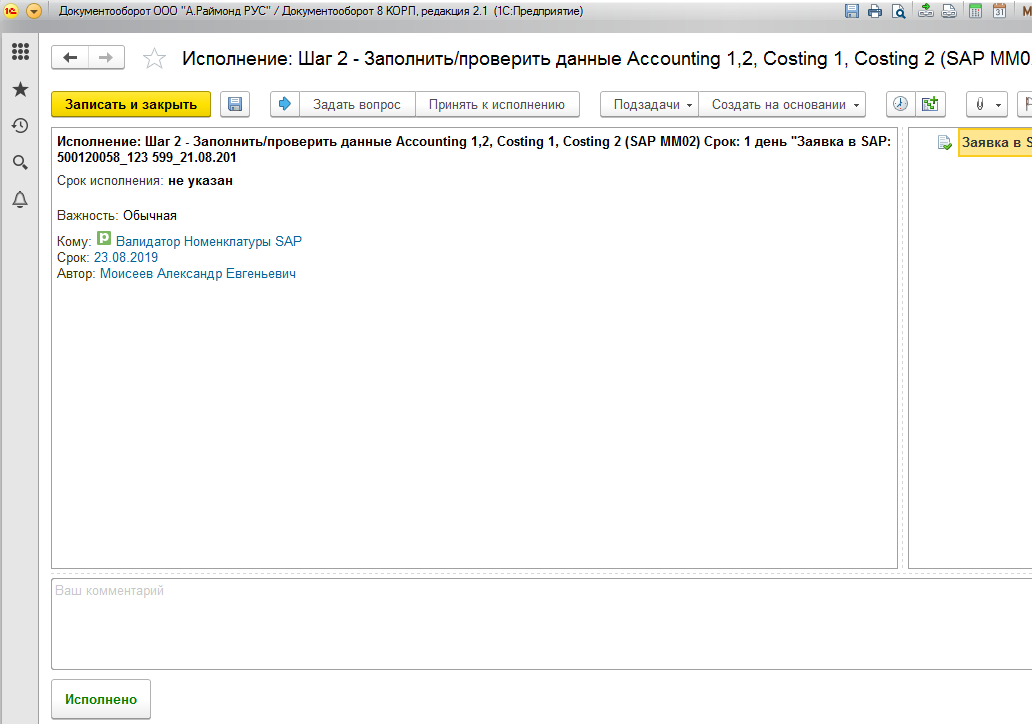 Документооборот ООО "А.Раймонд РУС" / Документооборот 8 КОРП, редакция 2.1 (1С:Предприятие)
31
M
Исполнение: Шаг 2 - Заполнить/проверить данные Accounting 1,2, Costing 1, Costing 2 (SAP MM02
Записать и закрыть
Задать вопрос
Принять к исполнению
Подзадачи
Создать на основании
Исполнение: Шаг 2 - Заполнить/проверить данные Accounting 1,2, Costing 1, Costing 2 (SAP MM02) Срок: 1 день "Заявка в SAP:
500120058_123 599_21.08.201
Заявка в S
Срок исполнения: не указан
Важность: Обычная
Кому: Валидатор Номенклатуры SAP
Срок: 23.08.2019
Автор: Моисеев Александр Евгеньевич
Ваш комментарий
Исполнено